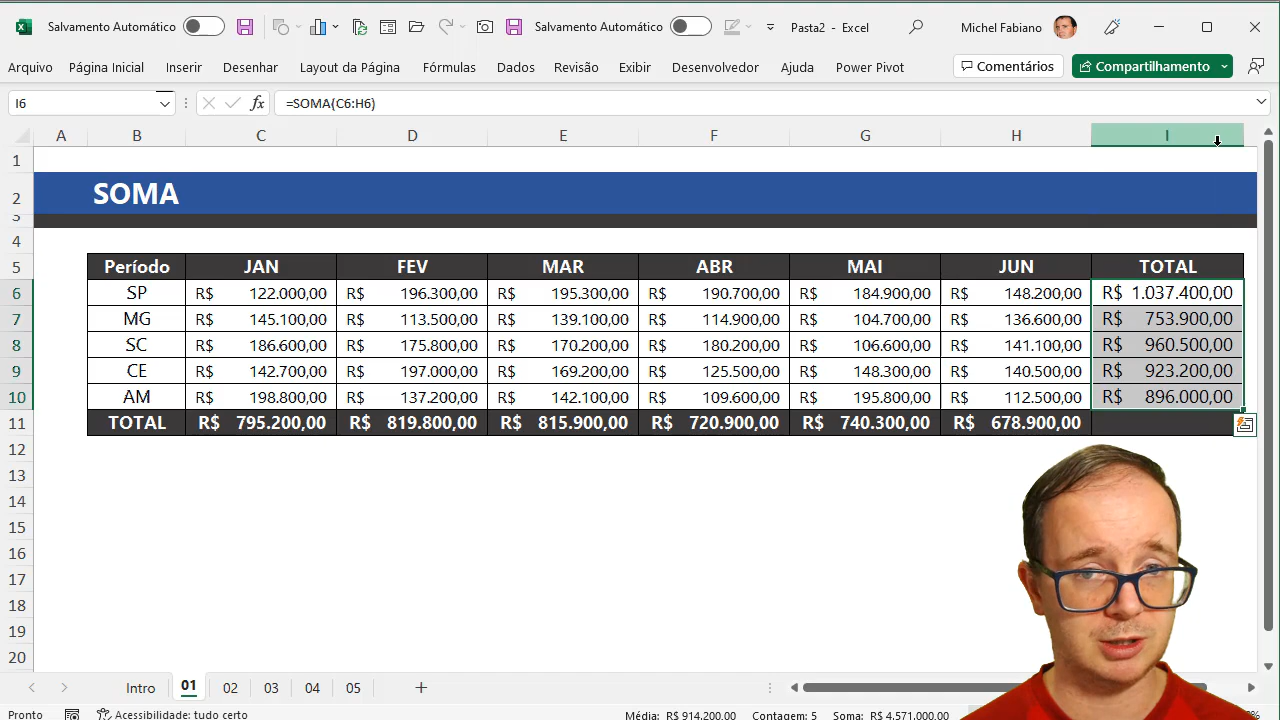 Salvamento Automático Salvamento Automático Pasta2 - Excel Michel Fabiano
Arquivo Página Inicial Inserir Desenhar Layout da Página Fórmulas Dados Revisão Exibir Desenvolvedor Ajuda Power Pivot Comentários Compartilhamento
I6 fx =SOMA(C6:H6)
A B C D E F G H I
1
2 SOMA
3
4
5 Período JAN FEV MAR ABR MAI JUN TOTAL
6 SP R$ 122.000,00 R$ 196.300,00 R$ 195.300,00 R$ 190.700,00 R$ 184.900,00 R$ 148.200,00 R$ 1.037.400,00
7 MG R$ 145.100,00 R$ 113.500,00 R$ 139.100,00 R$ 114.900,00 R$ 104.700,00 R$ 136.600,00 R$ 753.900,00
8 SC R$ 186.600,00 R$ 175.800,00 R$ 170.200,00 R$ 180.200,00 R$ 106.600,00 R$ 141.100,00 R$ 960.500,00
9 CE R$ 142.700,00 R$ 197.000,00 R$ 169.200,00 R$ 125.500,00 R$ 148.300,00 R$ 140.500,00 R$ 923.200,00
10 AM R$ 198.800,00 R$ 137.200,00 R$ 142.100,00 R$ 109.600,00 R$ 195.800,00 R$ 112.500,00 R$ 896.000,00
11 TOTAL R$ 795.200,00 R$ 819.800,00 R$ 815.900,00 R$ 720.900,00 R$ 740.300,00 R$ 678.900,00
12
13
14
15
16
17
18
19
20
Intro 01 02 03 04 05
Pronto Acessibilidade: tudo certo Média: R$ 914.200,00 Contagem: 5 Soma: R$ 4.571.000,00